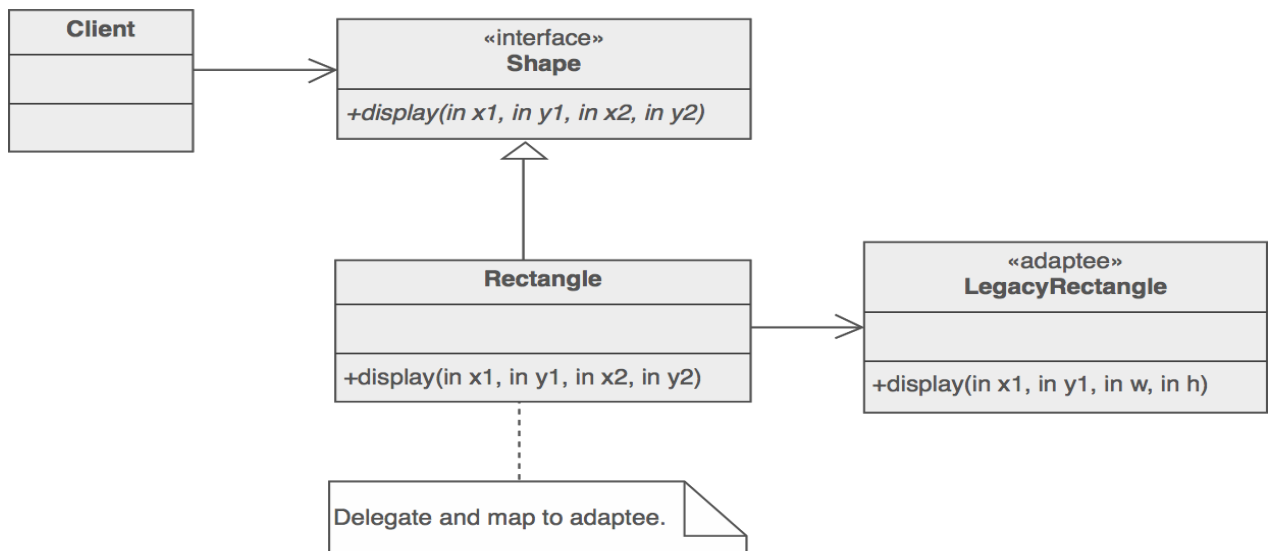 Client
«interface»
Shape
+display(in x1, in y1, in x2, in y2)
Rectangle
+display(in x1, in y1, in x2, in y2)
«adaptee»
LegacyRectangle
+display(in x1, in y1, in w, in h)
Delegate and map to adaptee.